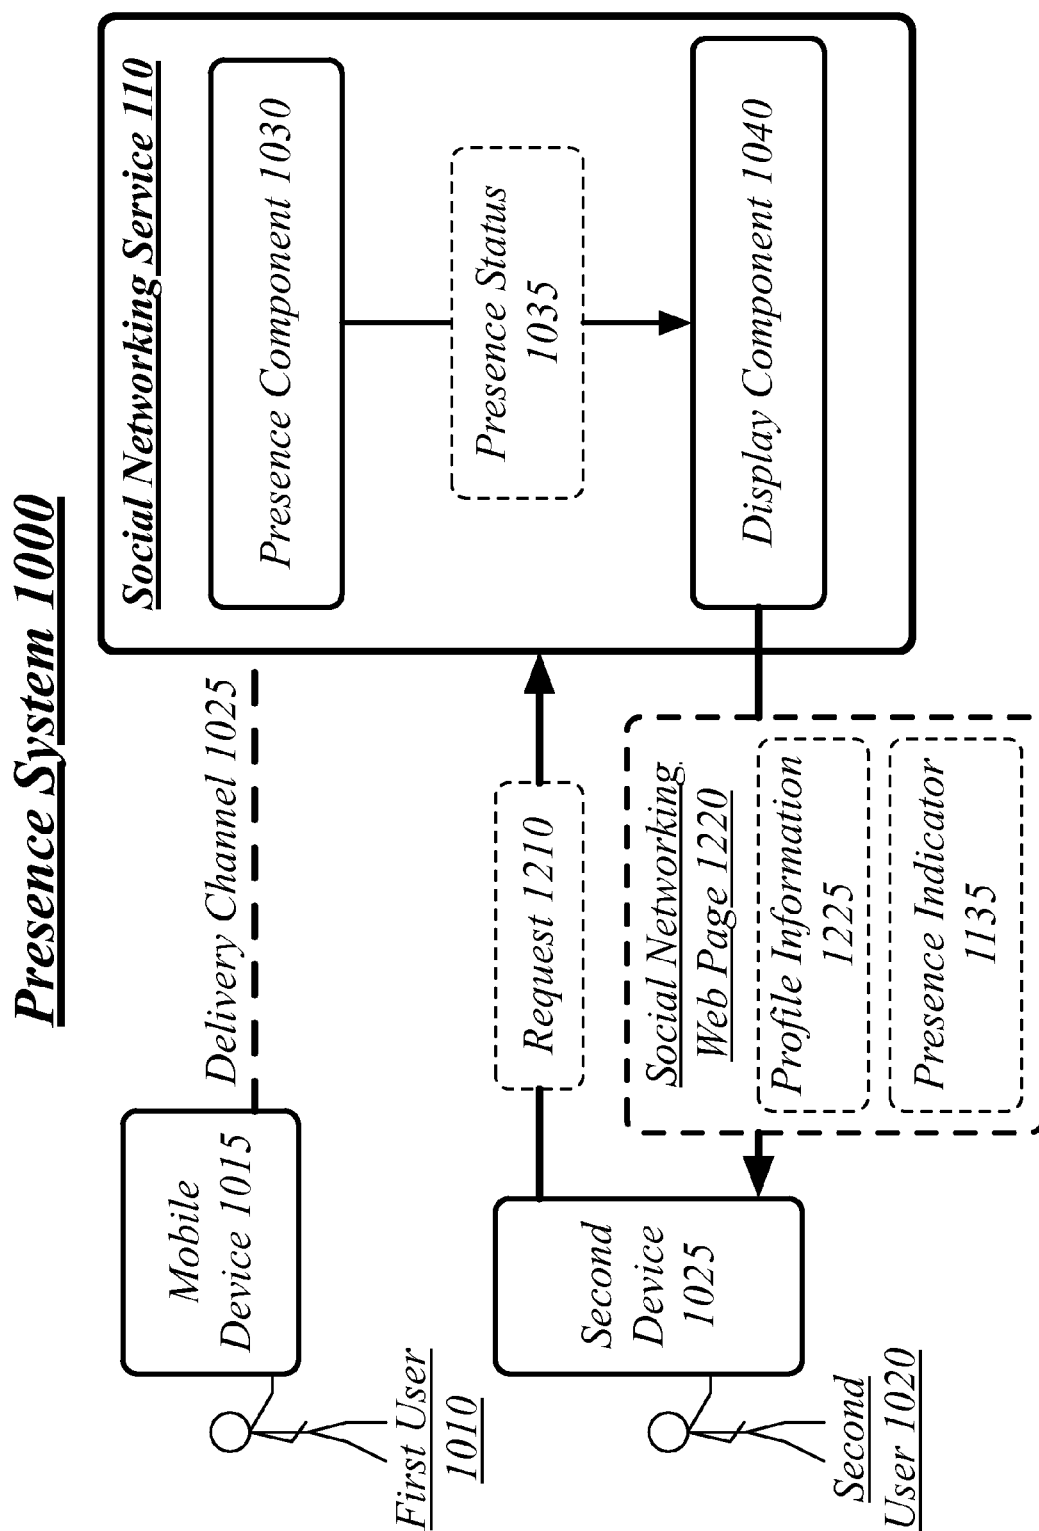 Presence System 1000
Social Networking Service 110
Presence Component 1030
Presence Status
1035
Display Component 1040
Delivery Channel 1025
Mobile
Device 1015
First User
1010
Request 1210
Social Networking
Web Page 1220
Profile Information
1225
Presence Indicator
1135
Second
Device
1025
Second
User 1020